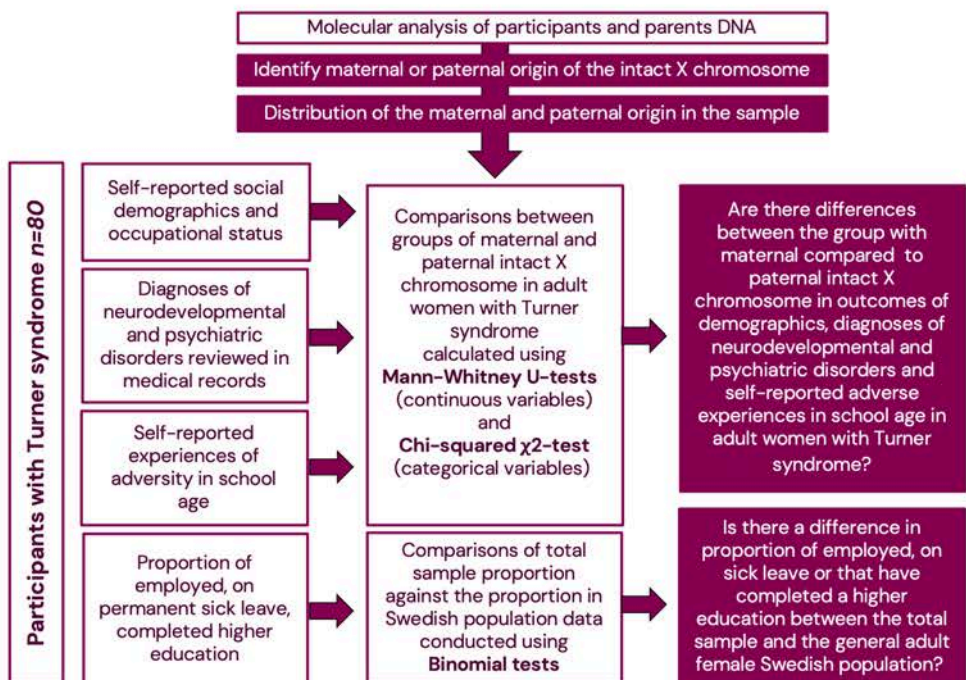 Molecular analysis of participants and parents DNA
Identify maternal or paternal origin of the intact X chromosome
Distribution of the maternal and paternal origin in the sample
Participants with Turner syndrome n=80
Self-reported social
demographics and
occupational status
Diagnoses of
neurodevelopmental
and psychiatric
disorders reviewed in
medical records
Self-reported
experiences of
adversity in school
age
Proportion of
employed, on
permanent sick leave,
completed higher
education
Comparisons between
groups of maternal and
paternal intact X
chromosome in adult
women with Turner
syndrome
calculated using
Mann-Whitney U-tests
(continuous variables)
and
Chi-squared χ2-test
(categorical variables)
Comparisons of total
sample proportion
against the proportion in
Swedish population data
conducted using
Binomial tests
Are there differences
between the group with
maternal compared to
paternal intact X
chromosome in outcomes of
demographics, diagnoses of
neurodevelopmental and
psychiatric disorders and
self-reported adverse
experiences in school age in
adult women with Turner
syndrome?
Is there a difference in
proportion of employed, on
sick leave or that have
completed a higher
education between the total
sample and the general adult
female Swedish population?